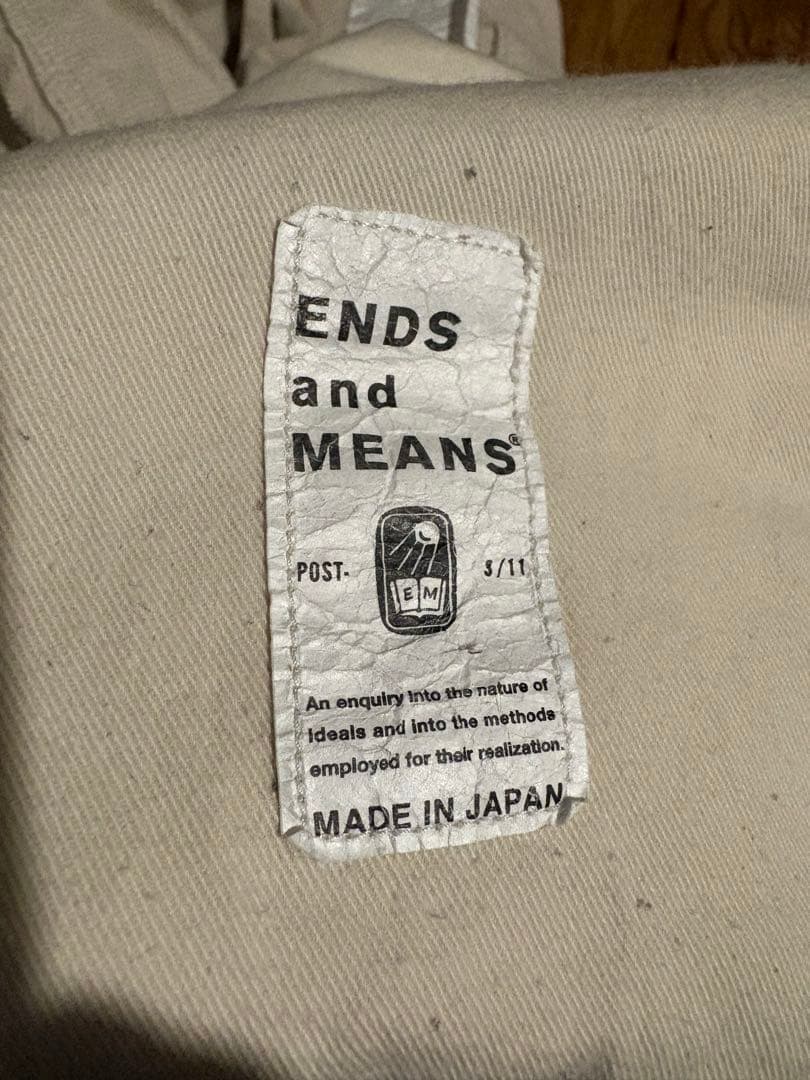 ENDS
and
MEANS®
POST- 3/11
E M
An enquiry into the nature of
Ideals and into the methods
employed for their realization.
MADE IN JAPAN